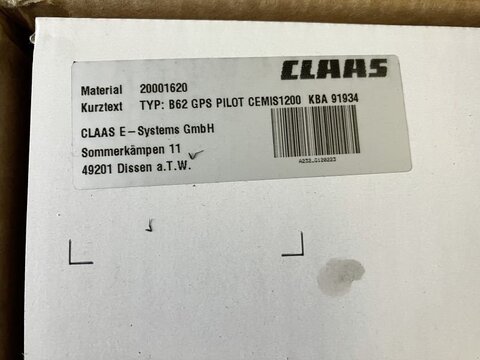 CLAAS
Material 20001620
Kurztext TYP: B62 GPS PILOT CEMIS1200 KBA 91934
CLAAS E-Systems GmbH
Sommerkämpen 11
49201 Dissen a.T.W.